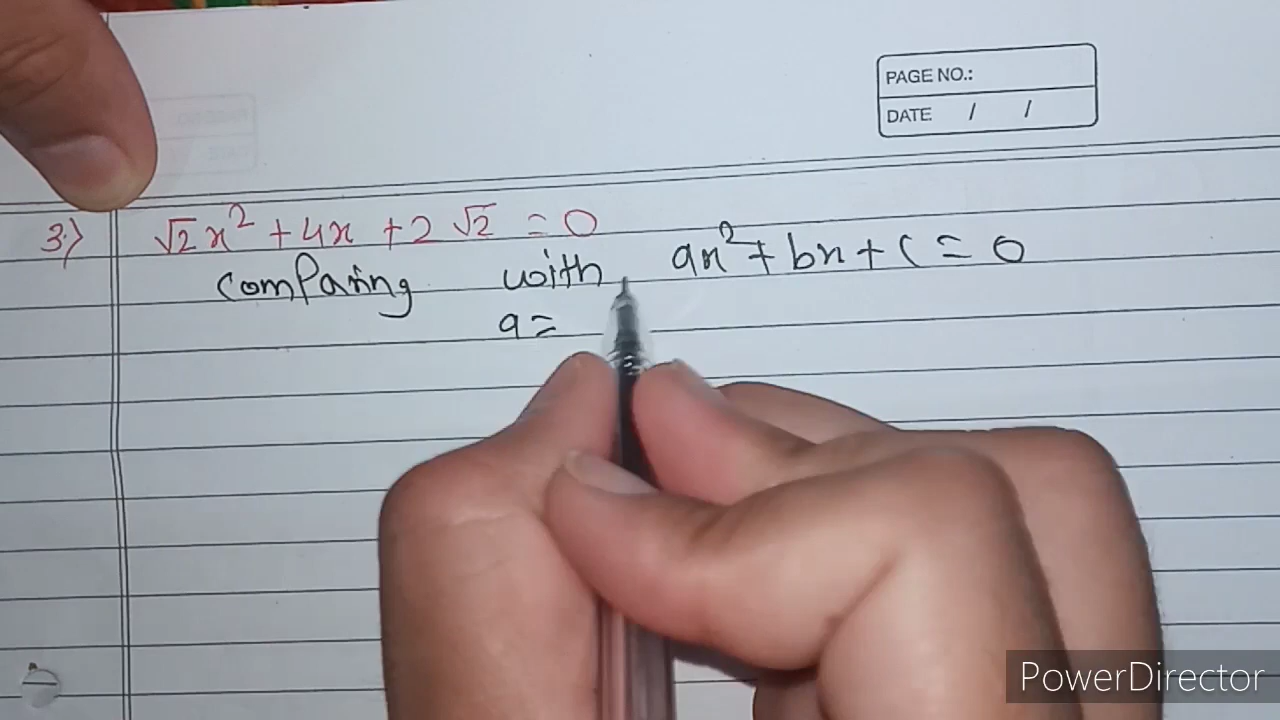 PAGE NO.:
DATE / /
3.) √2x² + 4x + 2√2 = 0
comparing with ax² + bx + c = 0
a =
PowerDirector